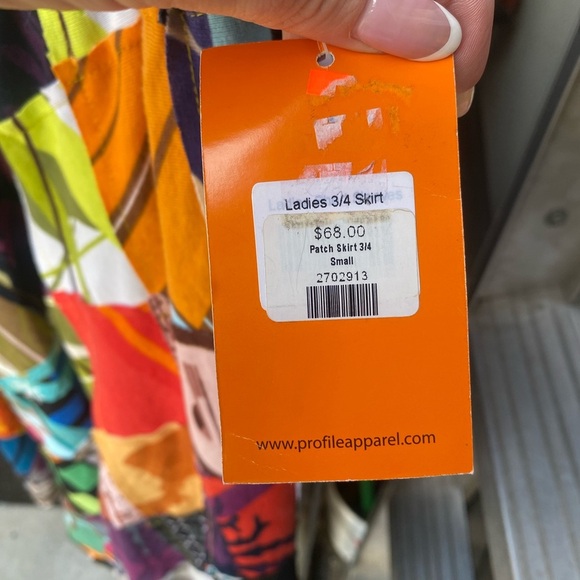 Ladies 3/4 Skirt
$68.00
Patch Skirt 3/4
Small
2702913
www.profileapparel.com